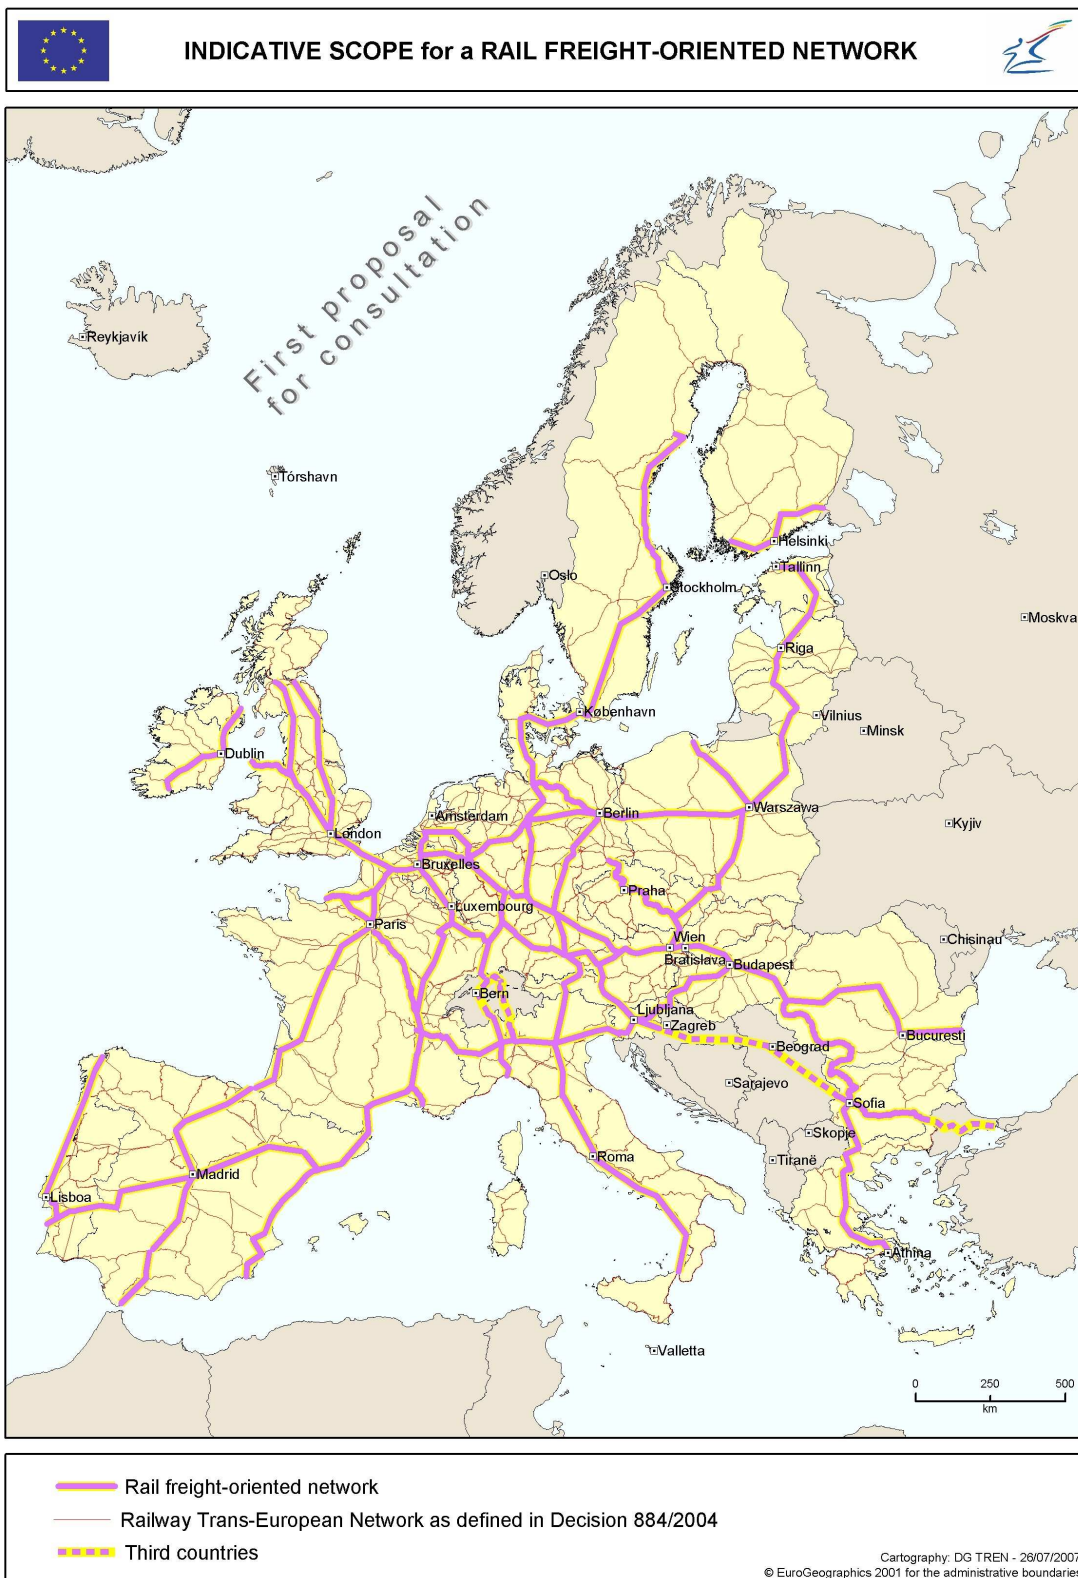 INDICATIVE SCOPE for a RAIL FREIGHT-ORIENTED NETWORK
First proposal
for consultation
Reykjavík
Tórshavn
Oslo
Helsinki
Tallinn
Stockholm
Moskva
Riga
København
Vilnius
Minsk
Dublin
Warszawa
Berlin
Amsterdam
Kyjiv
London
Bruxelles
Praha
Luxembourg
Paris
Wien
Chisinau
Bratislava
Budapest
Bern
Ljubljana
Zagreb
Bucuresti
Beograd
Sarajevo
Sofia
Skopje
Roma
Tiranë
Madrid
Lisboa
Athina
Valletta
0 250 500
km
Rail freight-oriented network
Railway Trans-European Network as defined in Decision 884/2004
Third countries
Cartography: DG TREN - 26/07/2007
© EuroGeographics 2001 for the administrative boundaries